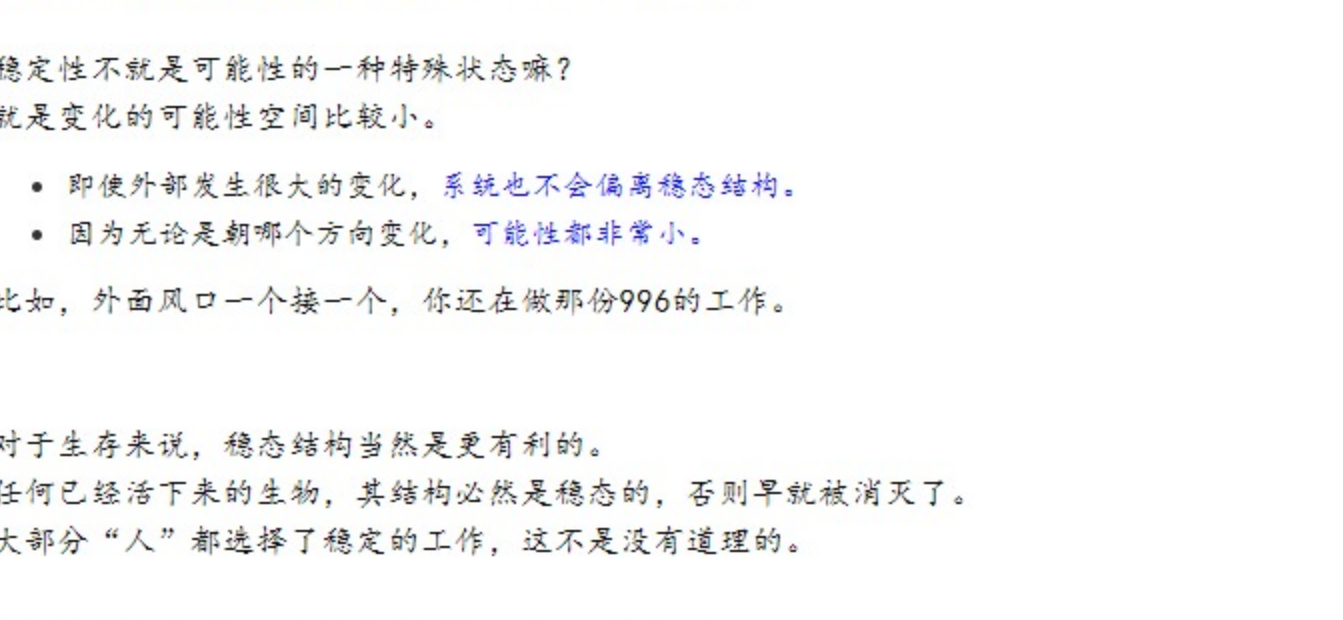 稳定性不就是可能性的一种特殊状态嘛？
就是变化的可能性空间比较小。
• 即使外部发生很大的变化，系统也不会偏离稳态结构。
• 因为无论是朝哪个方向变化，可能性都非常小。
比如，外面风口一个接一个，你还在做那份996的工作。
对于生存来说，稳态结构当然是更有利的。
任何已经活下来的生物，其结构必然是稳态的，否则早就被消灭了。
大部分“人”都选择了稳定的工作，这不是没有道理的。